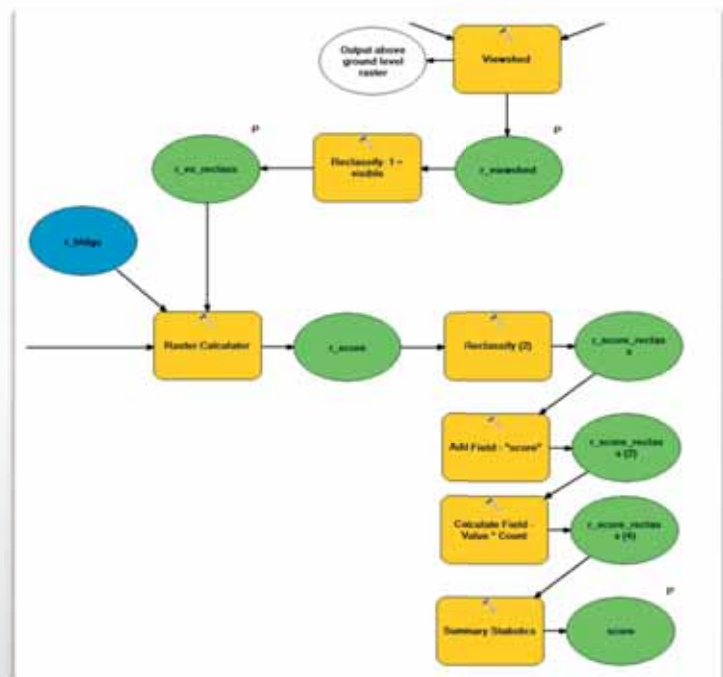 Output above
ground level
raster
Viewshed
P
P
Reclassify 1 =
visible
r_viewshed
r_bldgs
Raster Calculator
r_score
Reclassify (2)
r_score_reclas
s
Add Field - "score"
r_score_reclas
s (2)
Calculate Field -
Value * Count
r_score_reclas
s (4)
P
Summary Statistics
score